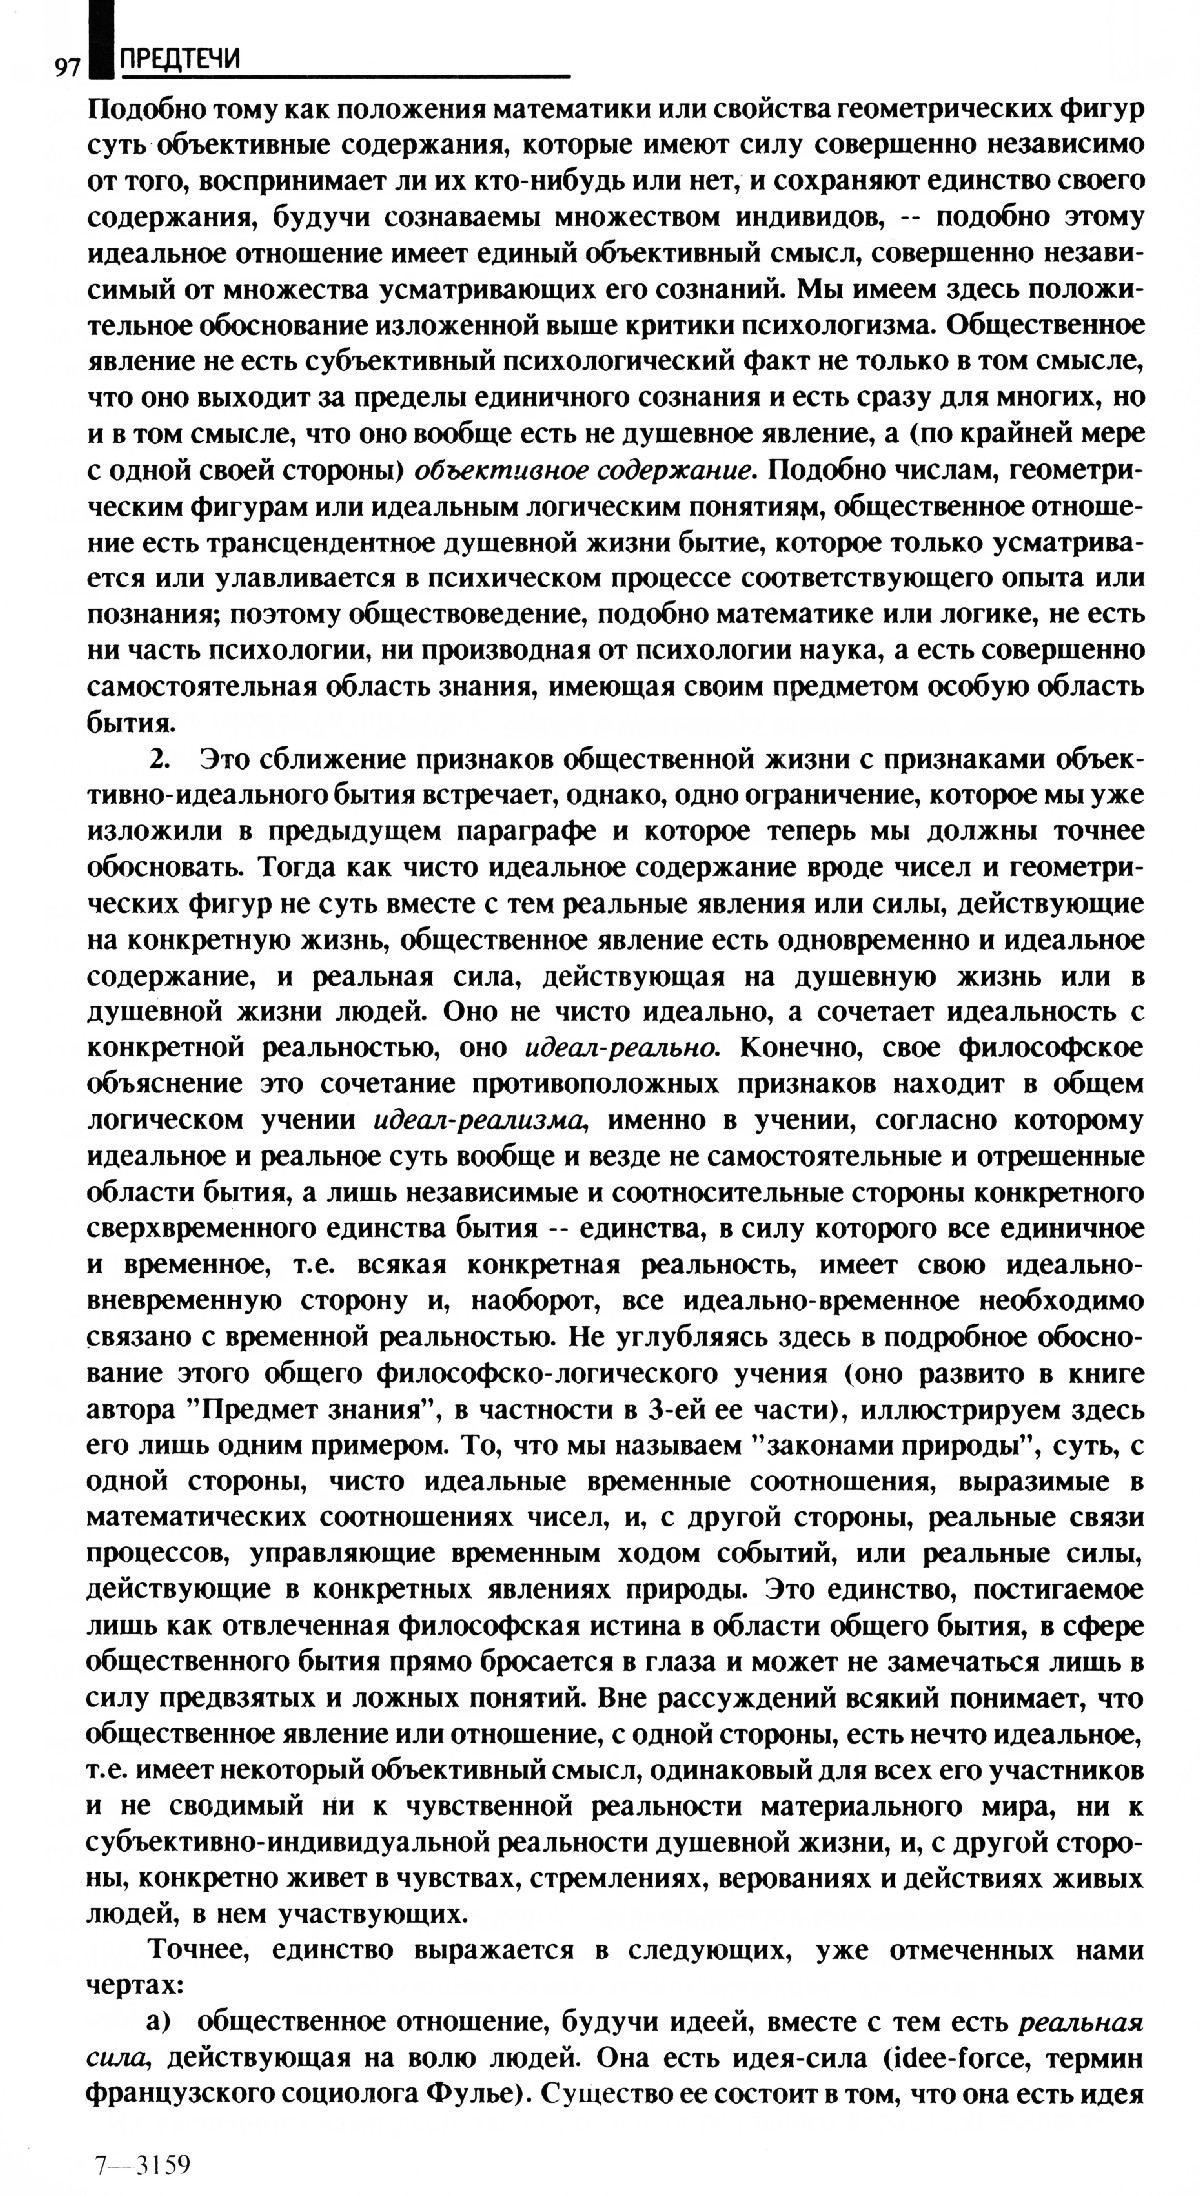 97 ПРЕДТЕЧИ
Подобно тому как положения математики или свойства геометрических фигур
суть объективные содержания, которые имеют силу совершенно независимо
от того, воспринимает ли их кто-нибудь или нет, и сохраняют единство своего
содержания, будучи сознаваемы множеством индивидов, -- подобно этому
идеальное отношение имеет единый объективный смысл, совершенно незави-
симый от множества усматривающих его сознаний. Мы имеем здесь положи-
тельное обоснование изложенной выше критики психологизма. Общественное
явление не есть субъективный психологический факт не только в том смысле,
что оно выходит за пределы единичного сознания и есть сразу для многих, но
и в том смысле, что оно вообще есть не душевное явление, а (по крайней мере
с одной своей стороны) объективное содержание. Подобно числам, геометри-
ческим фигурам или идеальным логическим понятиям, общественное отноше-
ние есть трансцендентное душевной жизни бытие, которое только усматрива-
ется или улавливается в психическом процессе соответствующего опыта или
познания; поэтому обществоведение, подобно математике или логике, не есть
ни часть психологии, ни производная от психологии наука, а есть совершенно
самостоятельная область знания, имеющая своим предметом особую область
бытия.
2. Это сближение признаков общественной жизни с признаками объек-
тивно-идеального бытия встречает, однако, одно ограничение, которое мы уже
изложили в предыдущем параграфе и которое теперь мы должны точнее
обосновать. Тогда как чисто идеальное содержание вроде чисел и геометри-
ческих фигур не суть вместе с тем реальные явления или силы, действующие
на конкретную жизнь, общественное явление есть одновременно и идеальное
содержание, и реальная сила, действующая на душевную жизнь или в
душевной жизни людей. Оно не чисто идеально, а сочетает идеальность с
конкретной реальностью, оно идеал-реально. Конечно, свое философское
объяснение это сочетание противоположных признаков находит в общем
логическом учении идеал-реализма, именно в учении, согласно которому
идеальное и реальное суть вообще и везде не самостоятельные и отрешенные
области бытия, а лишь независимые и соотносительные стороны конкретного
сверхвременного единства бытия -- единства, в силу которого все единичное
и временное, т.е. всякая конкретная реальность, имеет свою идеально-
вневременную сторону и, наоборот, все идеально-временное необходимо
связано с временной реальностью. Не углубляясь здесь в подробное обосно-
вание этого общего философско-логического учения (оно развито в книге
автора "Предмет знания", в частности в 3-ей ее части), иллюстрируем здесь
его лишь одним примером. То, что мы называем "законами природы", суть, с
одной стороны, чисто идеальные временные соотношения, выразимые в
математических соотношениях чисел, и, с другой стороны, реальные связи
процессов, управляющие временным ходом событий, или реальные силы,
действующие в конкретных явлениях природы. Это единство, постигаемое
лишь как отвлеченная философская истина в области общего бытия, в сфере
общественного бытия прямо бросается в глаза и может не замечаться лишь в
силу предвзятых и ложных понятий. Вне рассуждений всякий понимает, что
общественное явление или отношение, с одной стороны, есть нечто идеальное,
т.е. имеет некоторый объективный смысл, одинаковый для всех его участников
и не сводимый ни к чувственной реальности материального мира, ни к
субъективно-индивидуальной реальности душевной жизни, и, с другой сторо-
ны, конкретно живет в чувствах, стремлениях, верованиях и действиях живых
людей, в нем участвующих.
Точнее, единство выражается в следующих, уже отмеченных нами
чертах:
а) общественное отношение, будучи идеей, вместе с тем есть реальная
сила, действующая на волю людей. Она есть идея-сила (idee-force, термин
французского социолога Фулье). Существо ее состоит в том, что она есть идея
7—3159